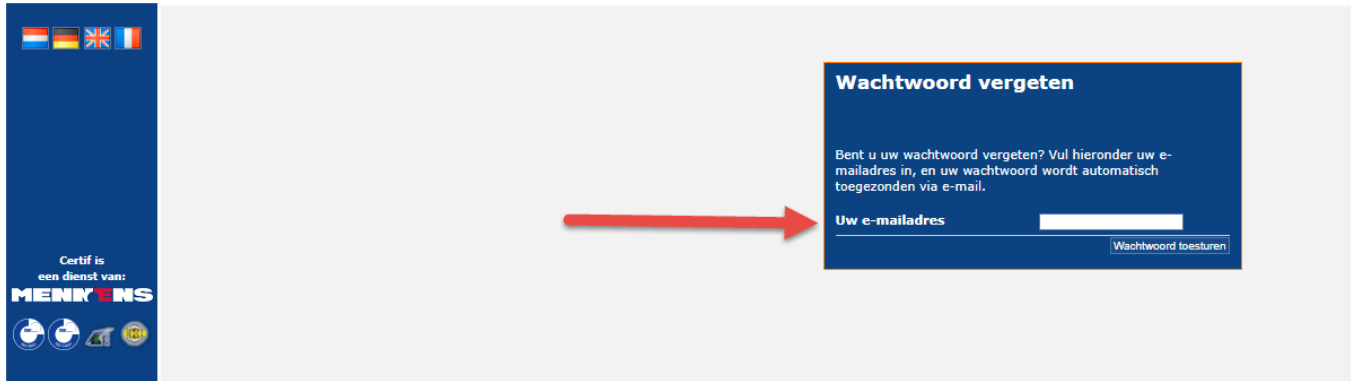 Wachtwoord vergeten
Bent u uw wachtwoord vergeten? Vul hieronder uw e-
mailadres in, en uw wachtwoord wordt automatisch
toegezonden via e-mail.
Uw e-mailadres
Wachtwoord toesturen
Certif is
een dienst van:
MENNENS